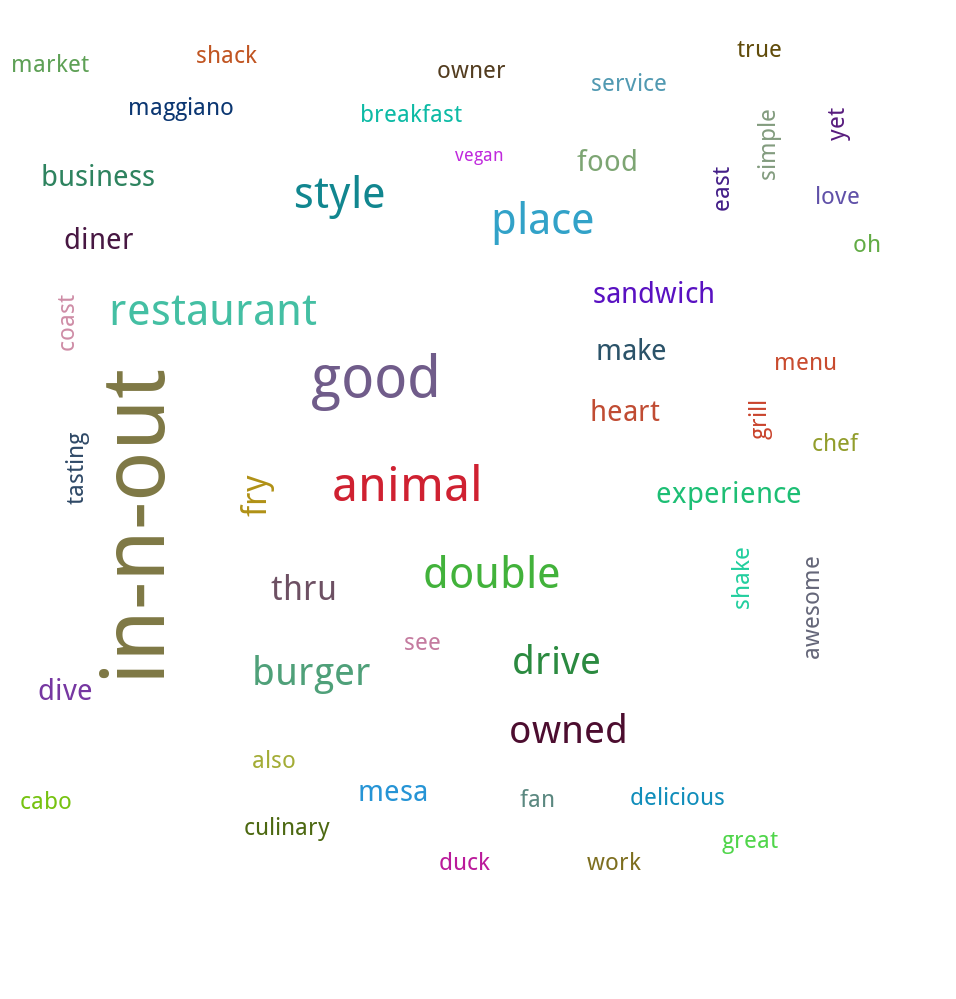 true
shack
market
owner
service
maggiano
breakfast
simple
yet
vegan
food
business
style
east
love
place
diner
oh
sandwich
coast
restaurant
make
menu
good
heart
grill
chef
tasting
in-n-out
fry
animal
experience
double
thru
shake
awesome
see
burger
drive
dive
owned
also
mesa
fan
delicious
cabo
culinary
great
duck
work